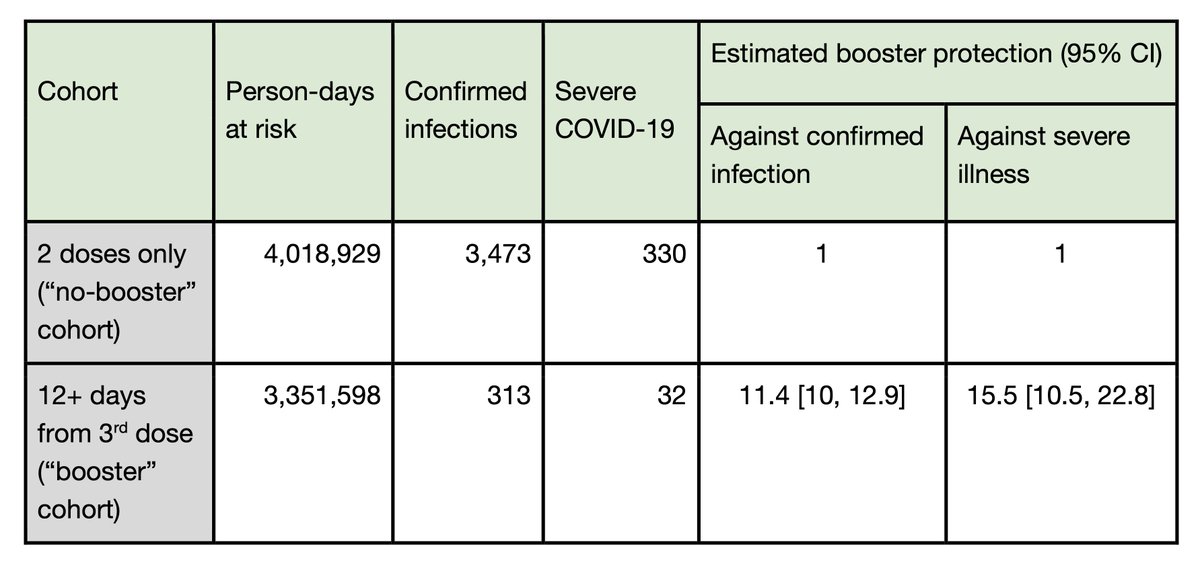 Cohort
Person-days
at risk
Confirmed
infections
Severe
COVID-19
Estimated booster protection (95% CI)
Against confirmed
infection
Against severe
illness
2 doses only
(“no-booster”
cohort)
4,018,929
3,473
330
1
1
12+ days
from 3rd dose
(“booster”
cohort)
3,351,598
313
32
11.4 [10, 12.9]
15.5 [10.5, 22.8]